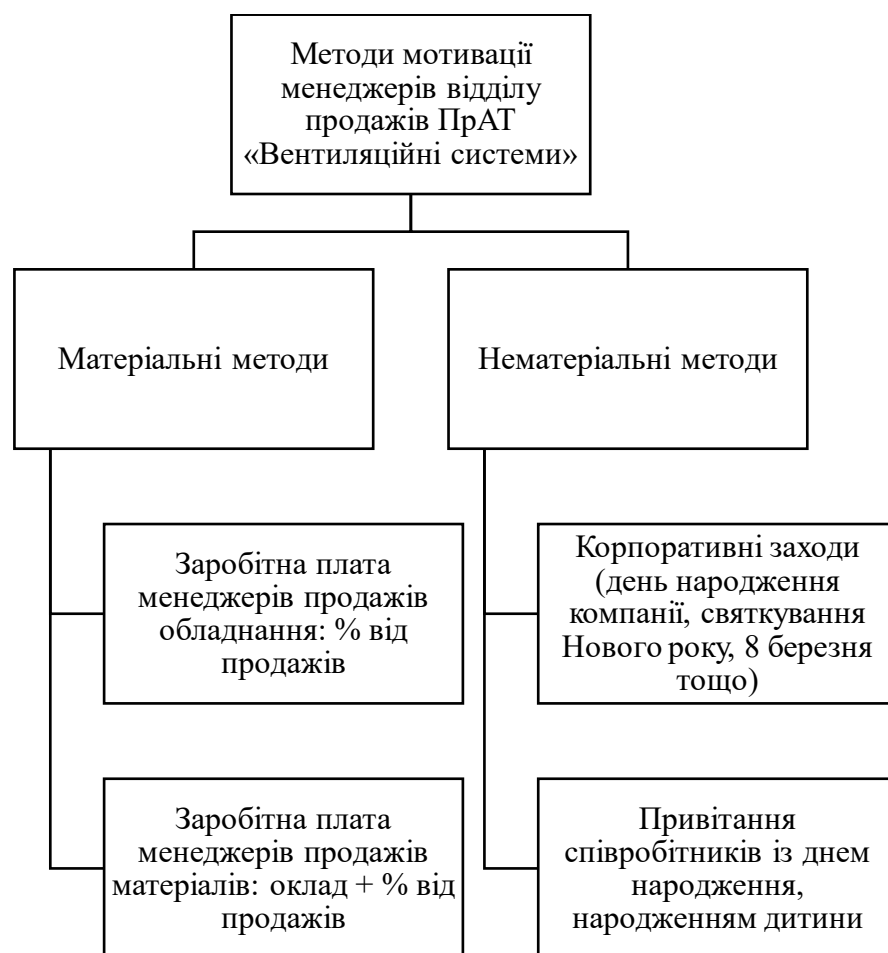 Методи мотивації
менеджерів відділу
продажів ПрАТ
«Вентиляційні системи»
Матеріальні методи
Нематеріальні методи
Заробітна плата
менеджерів продажів
обладнання: % від
продажів
Корпоративні заходи
(день народження
компанії, святкування
Нового року, 8 березня
тощо)
Заробітна плата
менеджерів продажів
матеріалів: оклад + % від
продажів
Привітання
співробітників із днем
народження,
народженням дитини